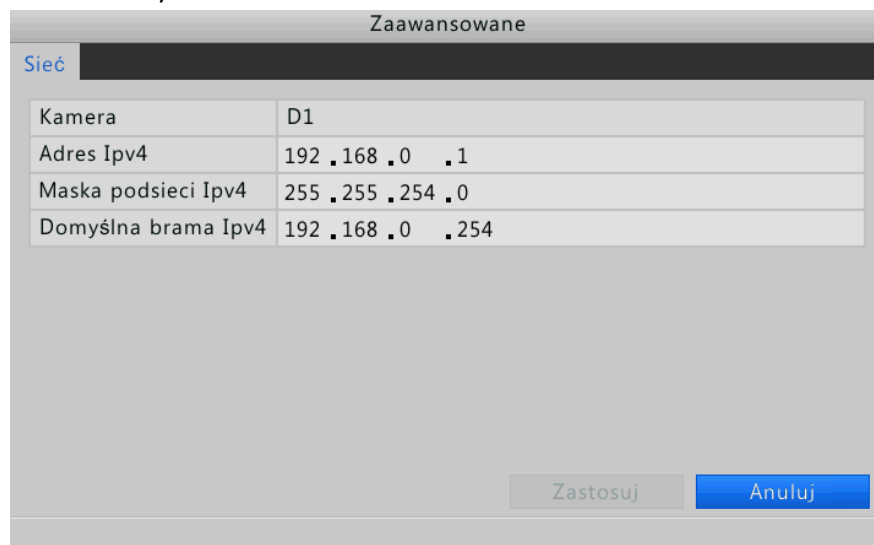 Zaawansowane
Sieć
Kamera D1
Adres Ipv4 192.168.0.1
Maska podsieci Ipv4 255.255.254.0
Domyślna brama Ipv4 192.168.0.254
Zastosuj Anuluj